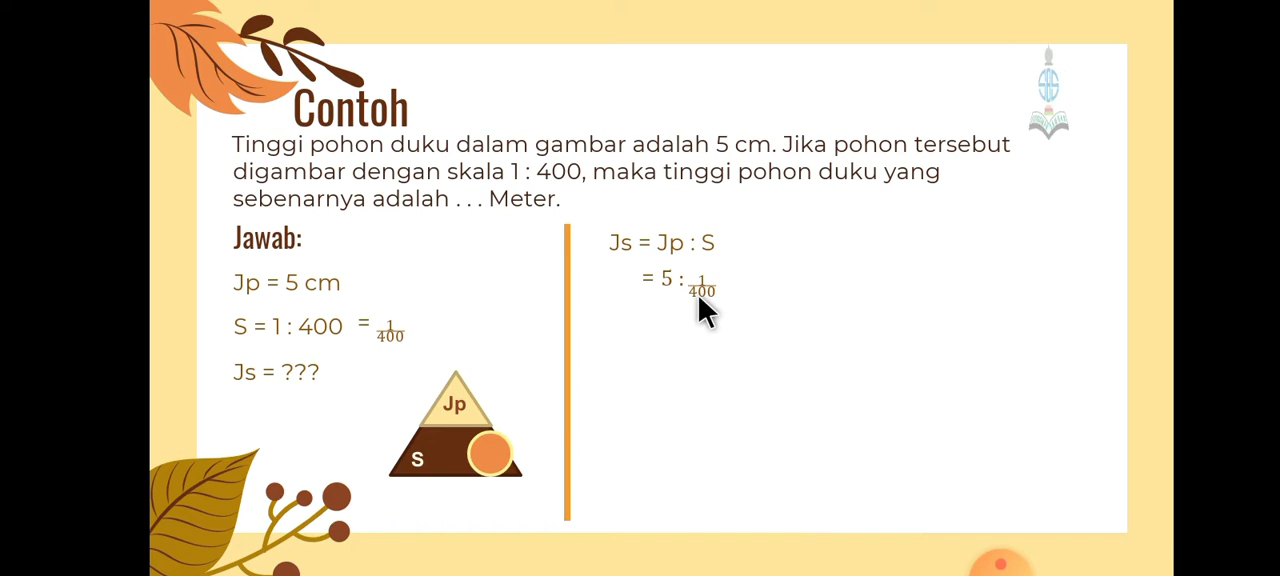 Contoh
Tinggi pohon duku dalam gambar adalah 5 cm. Jika pohon tersebut
digambar dengan skala 1 : 400, maka tinggi pohon duku yang
sebenarnya adalah . . . Meter.
Jawab:
Jp = 5 cm
S = 1 : 400 = 1/400
Js = ???
Jp
S
Js = Jp : S
= 5 : 1/400
SBS